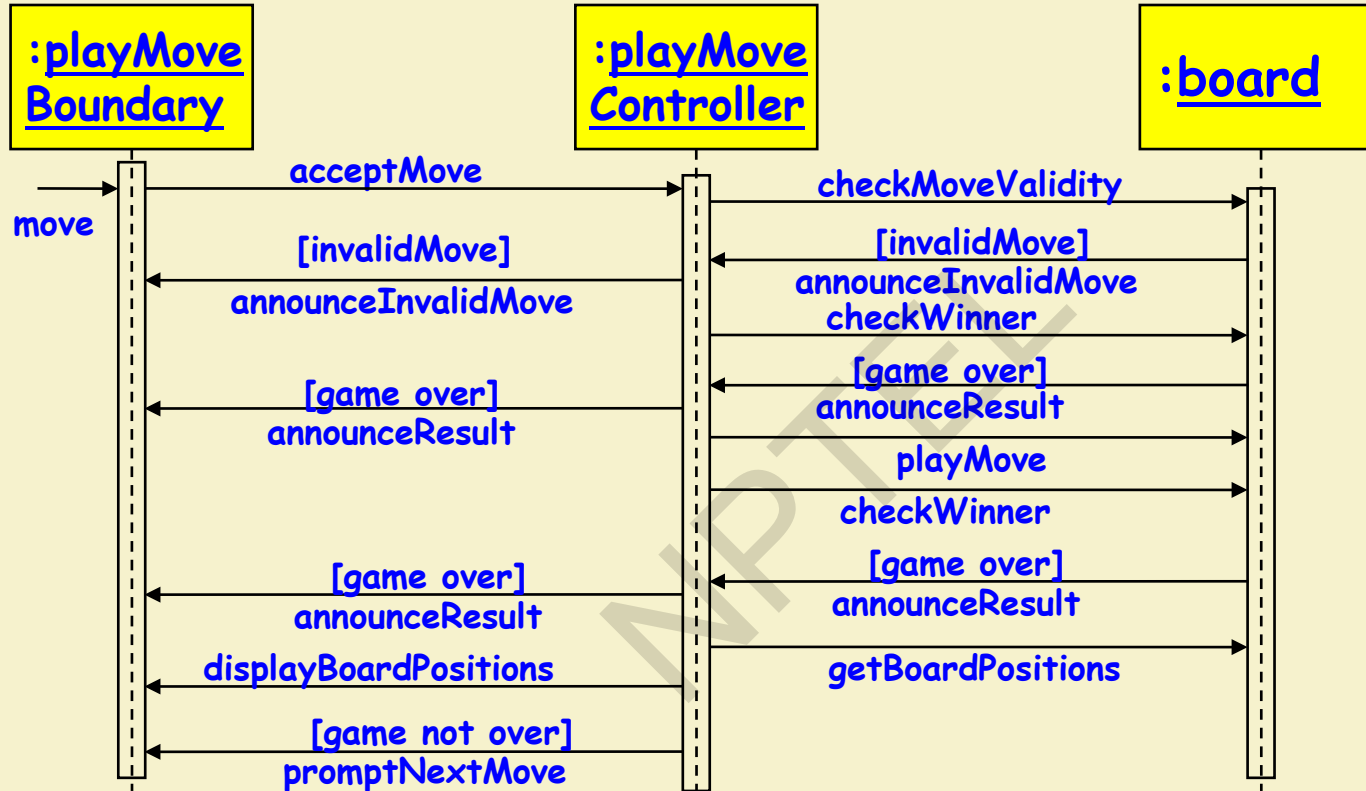 :playMove
Boundary
:playMove
Controller
:board
move
acceptMove
checkMoveValidity
[invalidMove]
announceInvalidMove
[invalidMove]
announceInvalidMove
checkWinner
[game over]
announceResult
[game over]
announceResult
playMove
checkWinner
[game over]
announceResult
[game over]
announceResult
getBoardPositions
displayBoardPositions
[game not over]
promptNextMove
NPTEL